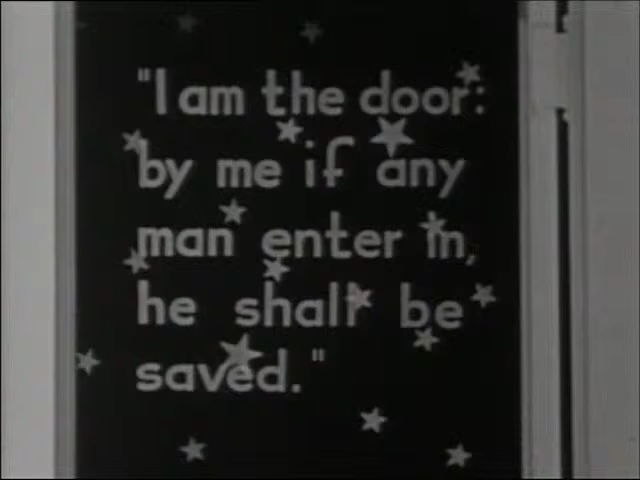 "I am the door:
by me if any
man enter in,
he shall be
saved."